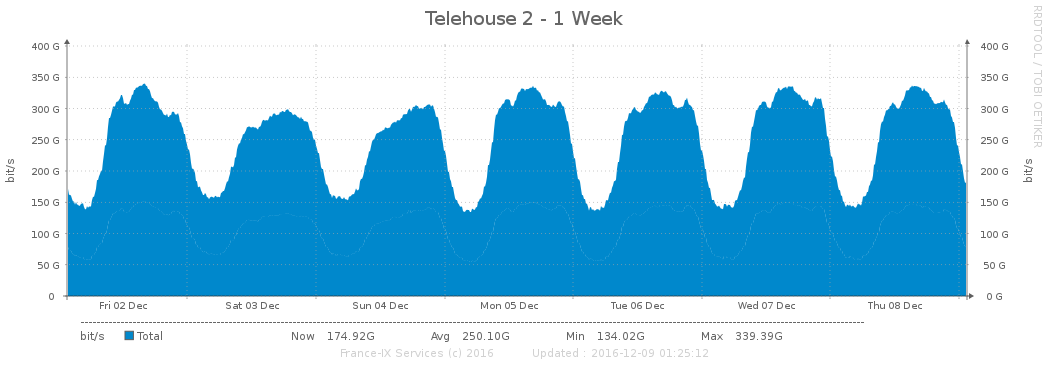 Telehouse 2 - 1 Week
RRDTOOL / TOBI OETIKER
400 G 400 G
350 G 350 G
300 G 300 G
250 G 250 G
200 G 200 G
150 G 150 G
100 G 100 G
50 G 50 G
0 0 G
bit/s bit/s
Fri 02 Dec Sat 03 Dec Sun 04 Dec Mon 05 Dec Tue 06 Dec Wed 07 Dec Thu 08 Dec
bit/s Total Now 174.92G Avg 250.10G Min 134.02G Max 339.39G
France-IX Services (c) 2016 Updated : 2016-12-09 01:25:12